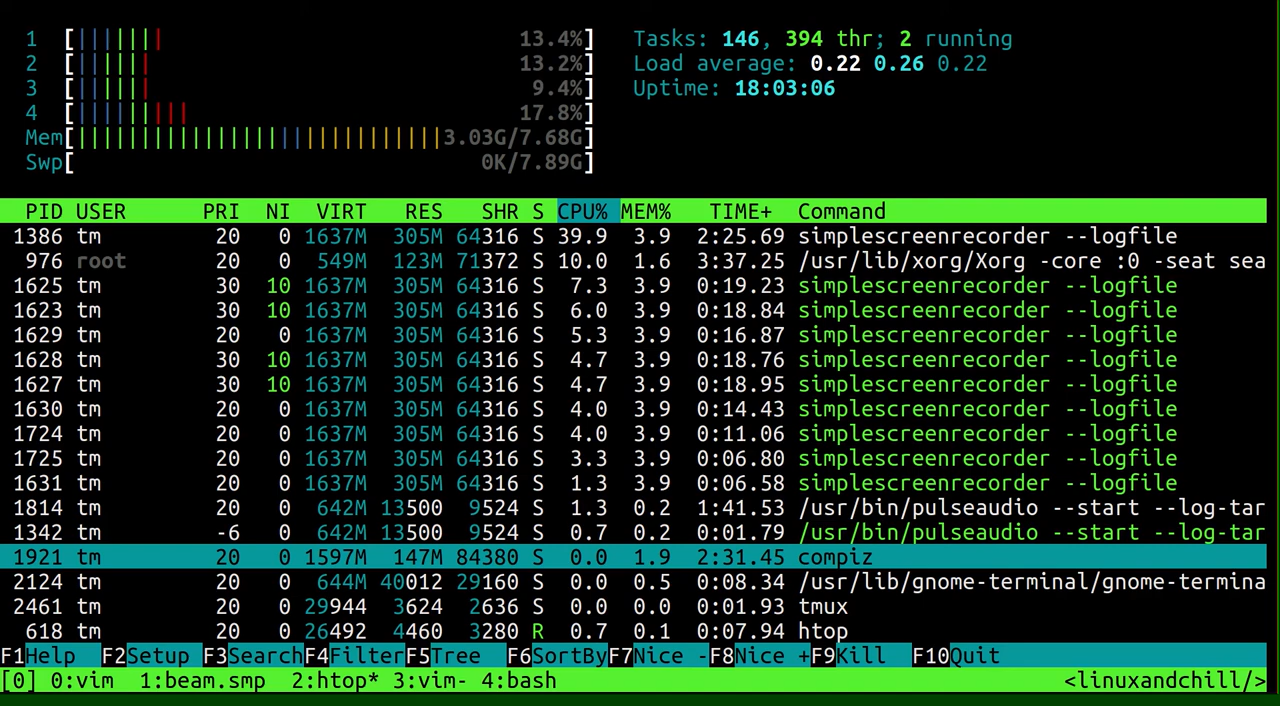 1 [||||||| 13.4%] Tasks: 146, 394 thr; 2 running
2 [|||||| 13.2%] Load average: 0.22 0.26 0.22
3 [|||||| 9.4%] Uptime: 18:03:06
4 [||||||||| 17.8%]
Mem[||||||||||||||||||||||||||||||3.03G/7.68G]
Swp[ 0K/7.89G]
PID USER PRI NI VIRT RES SHR S CPU% MEM% TIME+ Command
1386 tm 20 0 1637M 305M 64316 S 39.9 3.9 2:25.69 simplescreenrecorder --logfile
976 root 20 0 549M 123M 71372 S 10.0 1.6 3:37.25 /usr/lib/xorg/Xorg -core :0 -seat sea
1625 tm 30 10 1637M 305M 64316 S 7.3 3.9 0:19.23 simplescreenrecorder --logfile
1623 tm 30 10 1637M 305M 64316 S 6.0 3.9 0:18.84 simplescreenrecorder --logfile
1629 tm 20 0 1637M 305M 64316 S 5.3 3.9 0:16.87 simplescreenrecorder --logfile
1628 tm 30 10 1637M 305M 64316 S 4.7 3.9 0:18.76 simplescreenrecorder --logfile
1627 tm 30 10 1637M 305M 64316 S 4.7 3.9 0:18.95 simplescreenrecorder --logfile
1630 tm 20 0 1637M 305M 64316 S 4.0 3.9 0:14.43 simplescreenrecorder --logfile
1724 tm 20 0 1637M 305M 64316 S 4.0 3.9 0:11.06 simplescreenrecorder --logfile
1725 tm 20 0 1637M 305M 64316 S 3.3 3.9 0:06.80 simplescreenrecorder --logfile
1631 tm 20 0 1637M 305M 64316 S 1.3 3.9 0:06.58 simplescreenrecorder --logfile
1814 tm 20 0 642M 13500 9524 S 1.3 0.2 1:41.53 /usr/bin/pulseaudio --start --log-tar
1342 tm -6 0 642M 13500 9524 S 0.7 0.2 0:01.79 /usr/bin/pulseaudio --start --log-tar
1921 tm 20 0 1597M 147M 84380 S 0.0 1.9 2:31.45 compiz
2124 tm 20 0 644M 40012 29160 S 0.0 0.5 0:08.34 /usr/lib/gnome-terminal/gnome-termina
2461 tm 20 0 29944 3624 2636 S 0.0 0.0 0:01.93 tmux
618 tm 20 0 26492 4460 3280 R 0.7 0.1 0:07.94 htop
F1Help F2Setup F3SearchF4FilterF5Tree F6SortByF7Nice -F8Nice +F9Kill F10Quit
[0] 0:vim 1:beam.smp 2:htop* 3:vim- 4:bash <linuxandchill/>